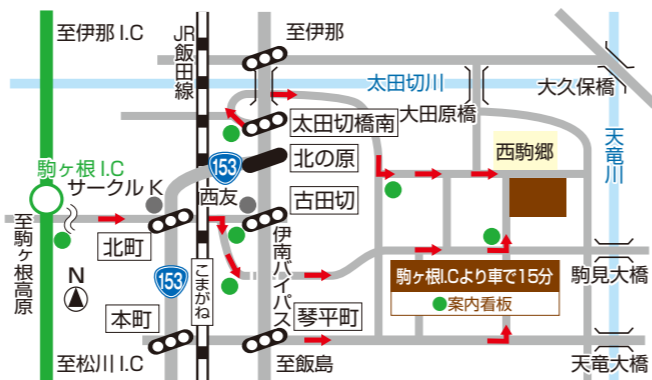 至伊那 I.C
JR飯田線
至伊那
太田切川
大久保橋
大田原橋
太田切橋南
天竜川
駒ヶ根 I.C
153
北の原
西駒郷
サークル K
西友
古田切
至駒ヶ根高原
北町
N
伊南バイパス
153
こまがね
駒ヶ根I.Cより車で15分
案内看板
駒見大橋
本町
琴平町
至松川 I.C
至飯島
天竜大橋